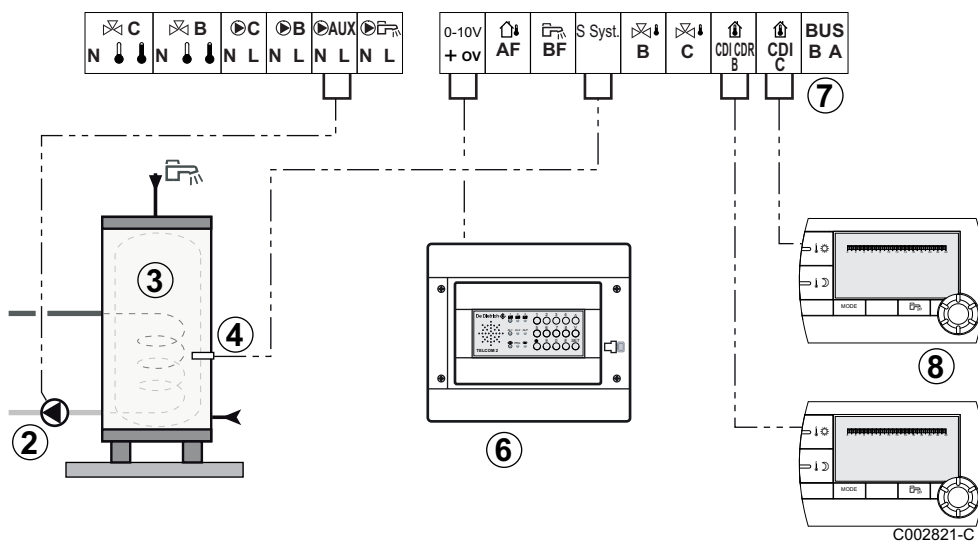 C B C B AUX
N N N L N L N L N L
0-10V S Syst. BUS
+ OV AF BF B C CDI CDR B CDI C B A
7
3
4
De Dietrich
TELCOM 2
MODE
8
2
6
MODE
C002821-C